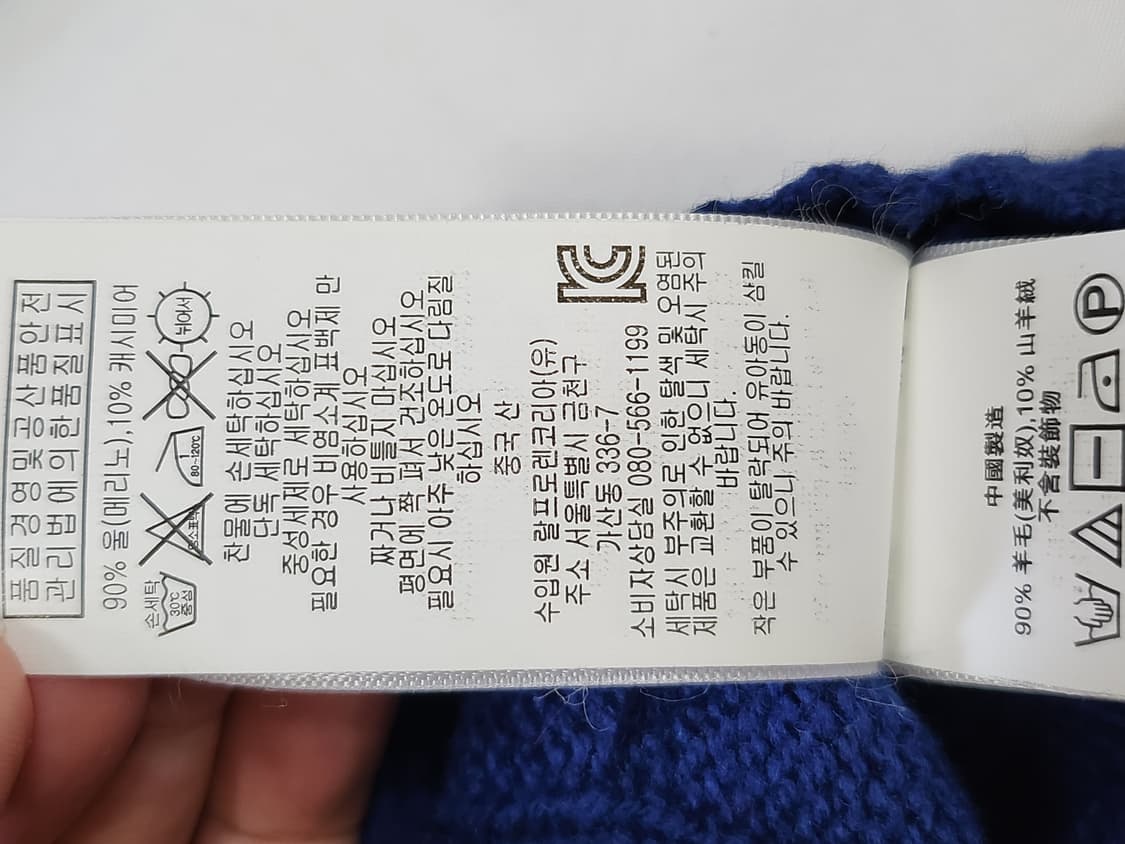 품질경영및공산품안전
관리법에의한품질표시
90% 울(메리노),10% 캐시미어
손세탁
30℃
중성
염소표백
80~120℃
뉘어서
찬물에 손세탁하십시오
단독 세탁하십시오
중성세제로 세탁하십시오
필요한 경우 비염소계 표백제 만
사용하십시오
짜거나 비틀지 마십시오
평면에 쫙 펴서 건조하십시오
필요시 아주 낮은 온도로 다림질
하십시오
중국산
수입원 랄프로렌코리아(유)
주소 서울특별시 금천구
가산동 336-7
소비자상담실 080-566-1199
세탁시 부주의로 인한 탈색 및 오염된
제품은 교환할 수 없으니 세탁시 주의
바랍니다.
작은 부품이 탈락되어 유아동이 삼킬
수 있으니 주의 바랍니다.
中國製造
90% 羊毛(美利奴),10% 山羊絨
不含裝飾物
P